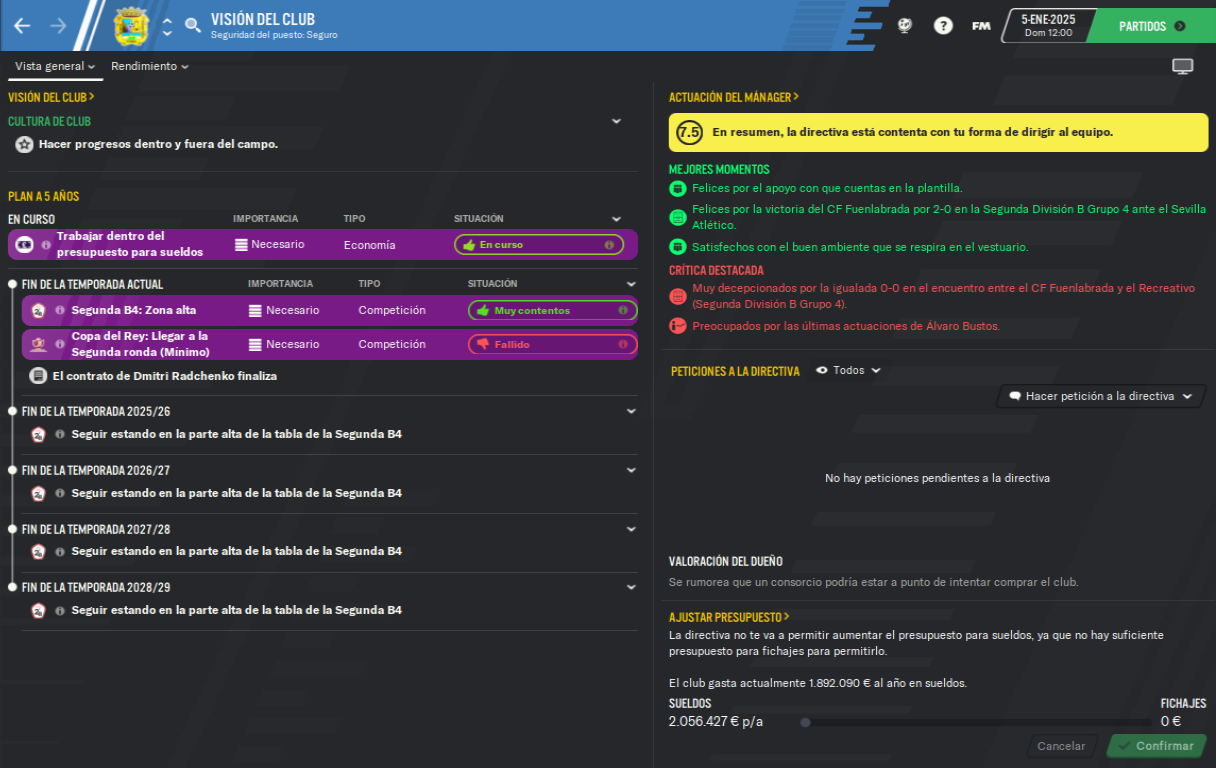 VISIÓN DEL CLUB
Seguridad del puesto: Seguro
FM
5-ENE-2025
Dom 12:00
PARTIDOS
Vista general
Rendimiento
VISIÓN DEL CLUB
CULTURA DE CLUB
Hacer progresos dentro y fuera del campo.
PLAN A 5 AÑOS
EN CURSO IMPORTANCIA TIPO SITUACIÓN
Trabajar dentro del
presupuesto para sueldos
Necesario Economía En curso
FIN DE LA TEMPORADA ACTUAL IMPORTANCIA TIPO SITUACIÓN
Segunda B4: Zona alta Necesario Competición Muy contentos
Copa del Rey: Llegar a la
Segunda ronda (Mínimo)
Necesario Competición Fallido
El contrato de Dmitri Radchenko finaliza
FIN DE LA TEMPORADA 2025/26
Seguir estando en la parte alta de la tabla de la Segunda B4
FIN DE LA TEMPORADA 2026/27
Seguir estando en la parte alta de la tabla de la Segunda B4
FIN DE LA TEMPORADA 2027/28
Seguir estando en la parte alta de la tabla de la Segunda B4
FIN DE LA TEMPORADA 2028/29
Seguir estando en la parte alta de la tabla de la Segunda B4
ACTUACIÓN DEL MÁNAGER
7.5 En resumen, la directiva está contenta con tu forma de dirigir al equipo.
MEJORES MOMENTOS
Felices por el apoyo con que cuentas en la plantilla.
Felices por la victoria del CF Fuenlabrada por 2-0 en la Segunda División B Grupo 4 ante el Sevilla
Atlético.
Satisfechos con el buen ambiente que se respira en el vestuario.
CRÍTICA DESTACADA
Muy decepcionados por la igualada 0-0 en el encuentro entre el CF Fuenlabrada y el Recreativo
(Segunda División B Grupo 4).
Preocupados por las últimas actuaciones de Álvaro Bustos.
PETICIONES A LA DIRECTIVA Todos
Hacer petición a la directiva
No hay peticiones pendientes a la directiva
VALORACIÓN DEL DUEÑO
Se rumorea que un consorcio podría estar a punto de intentar comprar el club.
AJUSTAR PRESUPUESTO
La directiva no te va a permitir aumentar el presupuesto para sueldos, ya que no hay suficiente
presupuesto para fichajes para permitirlo.
El club gasta actualmente 1.892.090 € al año en sueldos.
SUELDOS FICHAJES
2.056.427 € p/a 0 €
Cancelar Confirmar